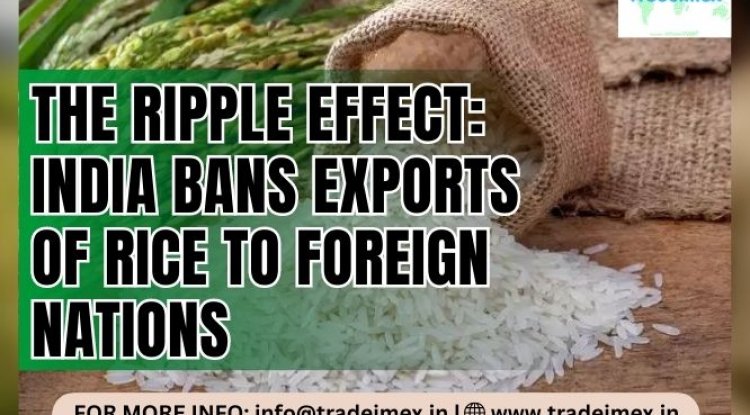 THE RIPPLE EFFECT:
INDIA BANS EXPORTS
OF RICE TO FOREIGN
NATIONS
FOR MORE INFO: info@tradeimex.in | www.tradeimex.in